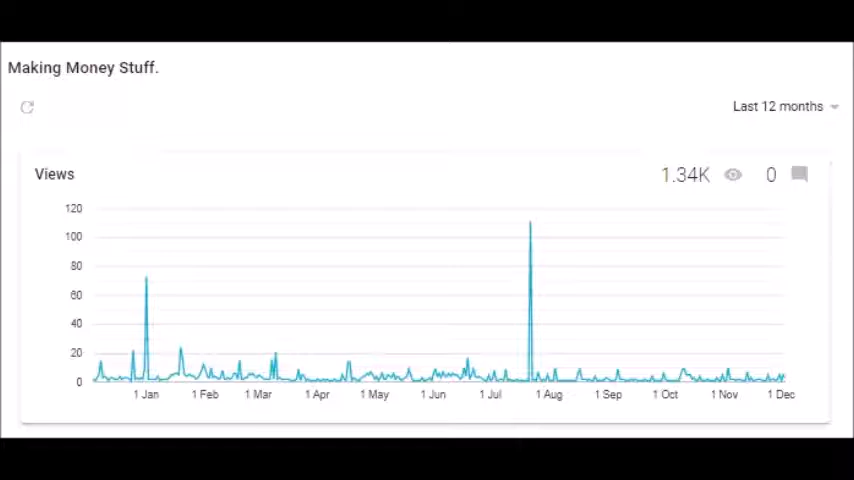 Making Money Stuff.
Last 12 months
Views
1.34K 0
120
100
80
60
40
20
0
1 Jan 1 Feb 1 Mar 1 Apr 1 May 1 Jun 1 Jul 1 Aug 1 Sep 1 Oct 1 Nov 1 Dec